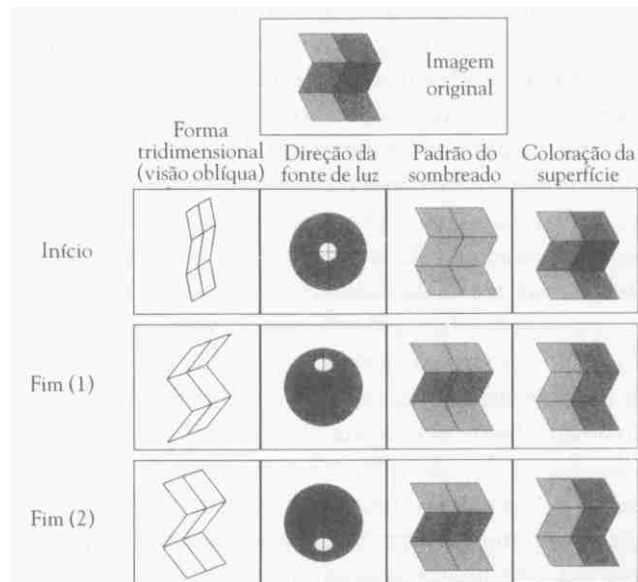 Imagem
original
Forma
tridimensional
(visão oblíqua)
Direção da
fonte de luz
Padrão do
sombreado
Coloração da
superfície
Início
Fim (1)
Fim (2)